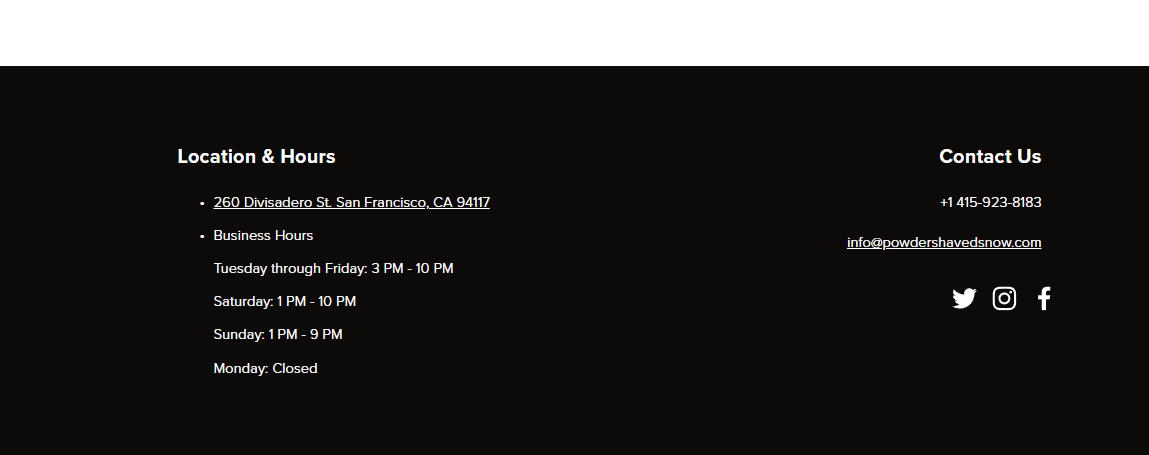 Location & Hours
• 260 Divisadero St. San Francisco, CA 94117
• Business Hours
Tuesday through Friday: 3 PM - 10 PM
Saturday: 1 PM - 10 PM
Sunday: 1 PM - 9 PM
Monday: Closed
Contact Us
+1 415-923-8183
info@powdershavedsnow.com